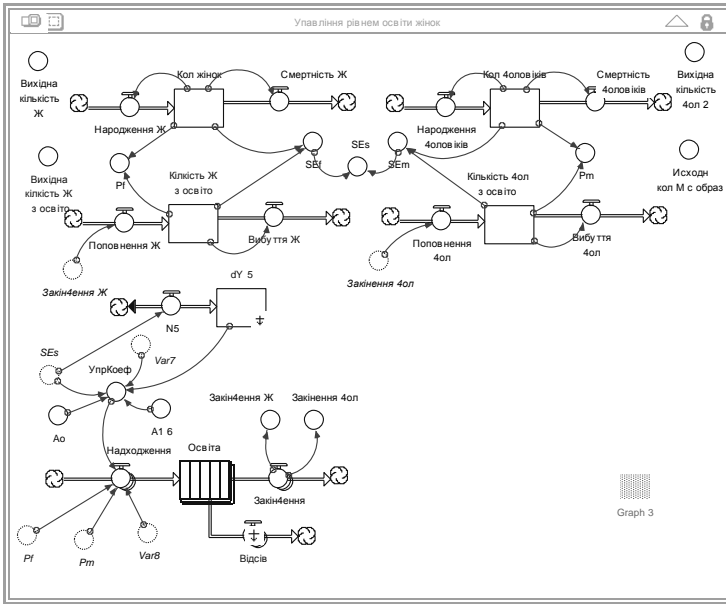 Упавління рівнем освіти жінок
Вихідна
кількість
Ж
Кол жінок
Смертність Ж
Народження Ж
Кол 4оловіків
Смертність
4оловіків
Народження
4оловіків
Вихідна
кількість
4ол 2
Pf
SEf
SEs
SEm
Pm
Исходн
кол М с образ
Вихідна
кілкість Ж
з освіто
Кілкість Ж
з освіто
Поповнення Ж
Вибуття Ж
Закін4ення Ж
Кількість 4ол
з освіто
Поповнення
4ол
Вибуття
4ол
Закінення 4ол
dY 5
N5
SEs
Var7
УпрКоеф
Ao
A1 6
Надходження
Освіта
Закін4ення Ж
Закінення 4ол
Закін4ення
Pf
Pm
Var8
Відсів
Graph 3